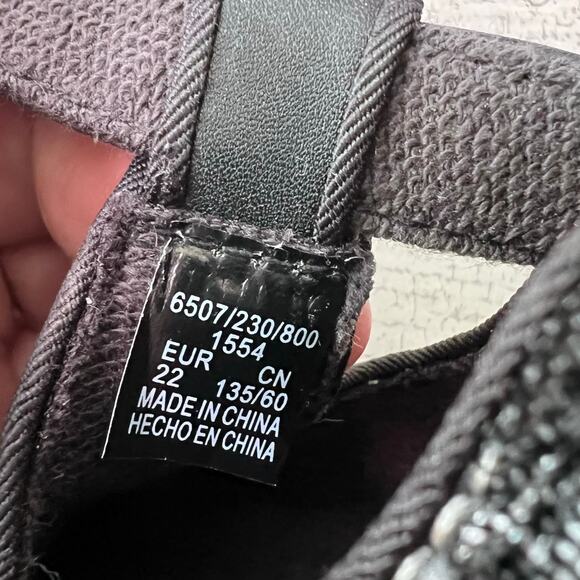 6507/230/800
1554
EUR CN
22 135/60
MADE IN CHINA
HECHO EN CHINA